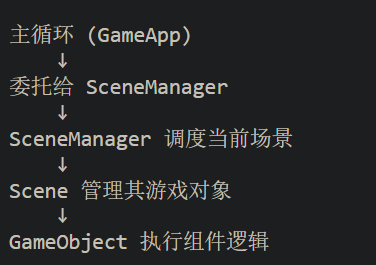 主循环 (GameApp)
↓
委托给 SceneManager
↓
SceneManager 调度当前场景
↓
Scene 管理其游戏对象
↓
GameObject 执行组件逻辑